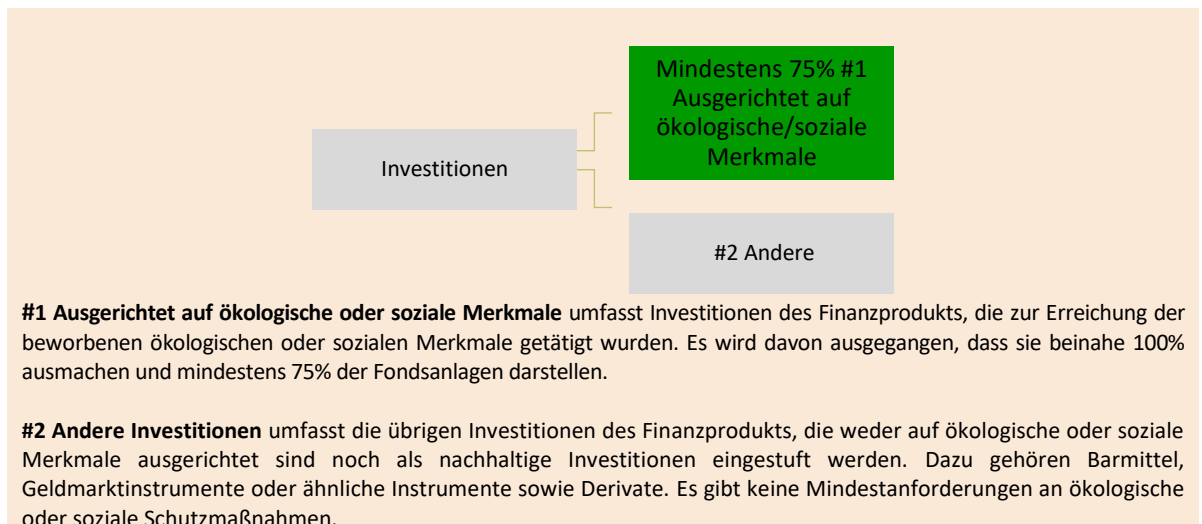 Mindestens 75% #1
Ausgerichtet auf
ökologische/soziale
Merkmale
Investitionen
#2 Andere
#1 Ausgerichtet auf ökologische oder soziale Merkmale umfasst Investitionen des Finanzprodukts, die zur Erreichung der
beworbenen ökologischen oder sozialen Merkmale getätigt wurden. Es wird davon ausgegangen, dass sie beinahe 100%
ausmachen und mindestens 75% der Fondsanlagen darstellen.
#2 Andere Investitionen umfasst die übrigen Investitionen des Finanzprodukts, die weder auf ökologische oder soziale
Merkmale ausgerichtet sind noch als nachhaltige Investitionen eingestuft werden. Dazu gehören Barmittel,
Geldmarktinstrumente oder ähnliche Instrumente sowie Derivate. Es gibt keine Mindestanforderungen an ökologische
oder soziale Schutzmaßnahmen.